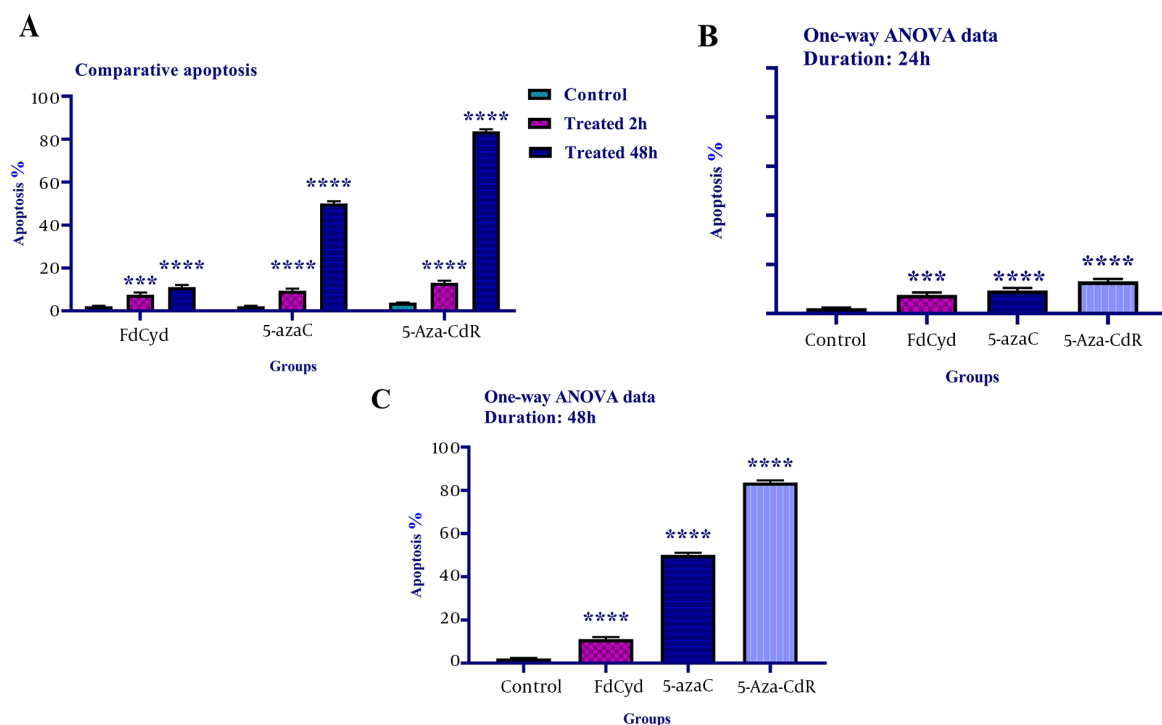 A
Comparative apoptosis
Apoptosis %
100
80
60
40
20
0
*** ****
**** ****
**** ****
FdCyd 5-azaC 5-Aza-CdR
Groups
Control
Treated 2h
Treated 48h
B
One-way ANOVA data
Duration: 24h
Apoptosis %
*** **** ****
Control FdCyd 5-azaC 5-Aza-CdR
Groups
C
One-way ANOVA data
Duration: 48h
Apoptosis %
100
80
60
40
20
0
**** **** ****
Control FdCyd 5-azaC 5-Aza-CdR
Groups